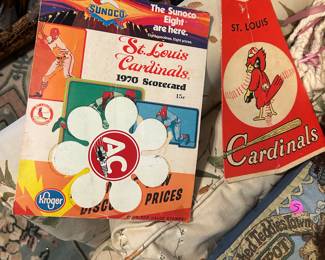 SUNOCO
The Sunoco
Eight
are here.
St. Louis
Cardinals
1970 Scorecard
15¢
AC
Kroger
DISC
PRICES
ST. LOUIS
Cardinals
5